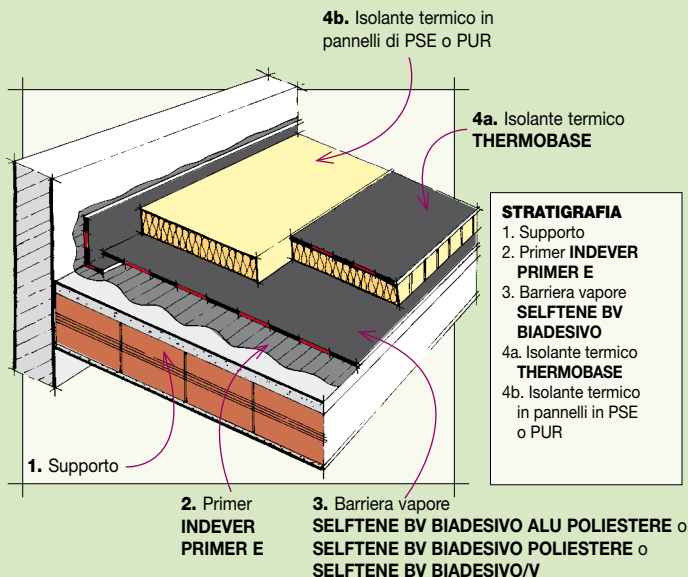 4b. Isolante termico in
pannelli di PSE o PUR
4a. Isolante termico
THERMOBASE
STRATIGRAFIA
1. Supporto
2. Primer INDEVER
PRIMER E
3. Barriera vapore
SELFTENE BV
BIADESIVO
4a. Isolante termico
THERMOBASE
4b. Isolante termico
in pannelli in PSE
o PUR
1. Supporto
2. Primer
INDEVER
PRIMER E
3. Barriera vapore
SELFTENE BV BIADESIVO ALU POLIESTERE o
SELFTENE BV BIADESIVO POLIESTERE o
SELFTENE BV BIADESIVO/V